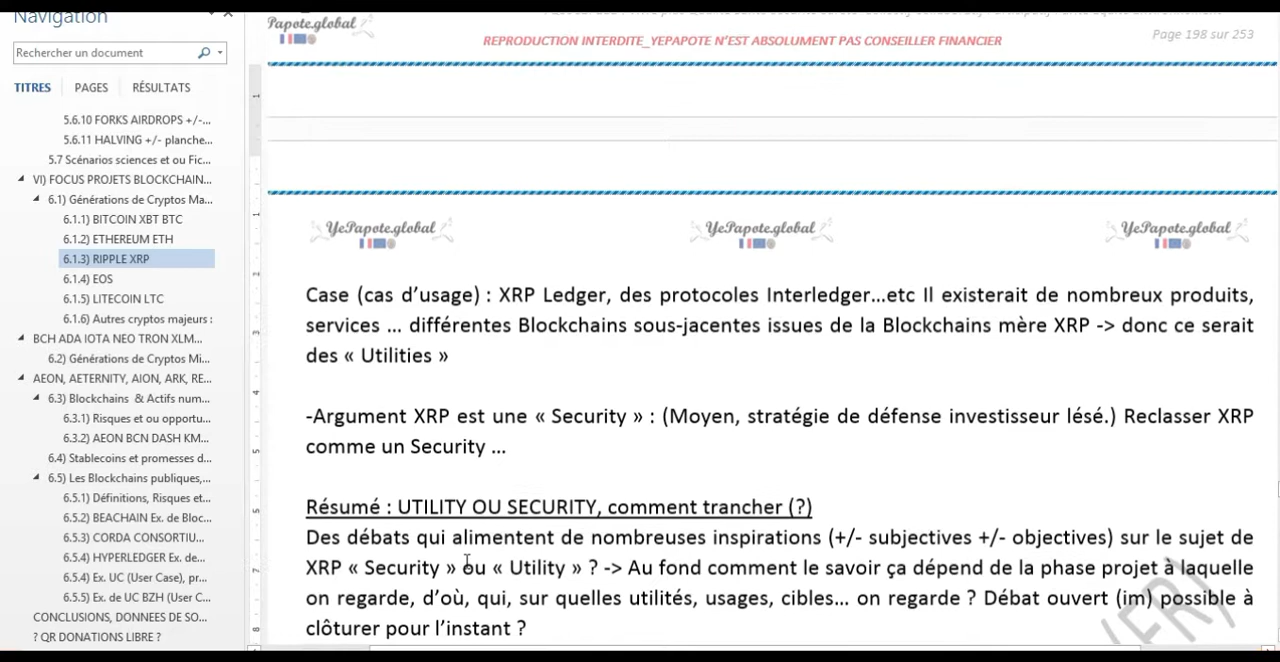 Navigation
Rechercher un document
TITRES PAGES RÉSULTATS
5.6.10 FORKS AIRDROPS +/-...
5.6.11 HALVING +/- planche...
5.7 Scénarios sciences et ou Fic...
VI) FOCUS PROJETS BLOCKCHAIN...
6.1) Générations de Cryptos Ma...
6.1.1) BITCOIN XBT BTC
6.1.2) ETHEREUM ETH
6.1.3) RIPPLE XRP
6.1.4) EOS
6.1.5) LITECOIN LTC
6.1.6) Autres cryptos majeurs :
BCH ADA IOTA NEO TRON XLM...
6.2) Générations de Cryptos Mi...
AEON, AETERNITY, AION, ARK, RE...
6.3) Blockchains & Actifs num...
6.3.1) Risques et ou opportu...
6.3.2) AEON BCN DASH KM...
6.4) Stablecoins et promesses d...
6.5) Les Blockchains publiques,...
6.5.1) Définitions, Risques et...
6.5.2) BEACHAIN Ex. de Bloc...
6.5.3) CORDA CONSORTIU...
6.5.4) HYPERLEDGER Ex. de...
6.5.4) Ex. UC (User Case), pr...
6.5.5) Ex. de UC BZH (User C...
CONCLUSIONS, DONNEES DE SO...
? QR DONATIONS LIBRE ?
Papote.global
REPRODUCTION INTERDITE_YEPAPOTE N'EST ABSOLUMENT PAS CONSEILLER FINANCIER
Page 198 sur 253
YePapote.global YePapote.global YePapote.global
Case (cas d'usage) : XRP Ledger, des protocoles Interledger...etc Il existerait de nombreux produits,
services ... différentes Blockchains sous-jacentes issues de la Blockchains mère XRP -> donc ce serait
des « Utilities »
-Argument XRP est une « Security » : (Moyen, stratégie de défense investisseur lésé.) Reclasser XRP
comme un Security ...
Résumé : UTILITY OU SECURITY, comment trancher (?)
Des débats qui alimentent de nombreuses inspirations (+/- subjectives +/- objectives) sur le sujet de
XRP « Security » ou « Utility » ? -> Au fond comment le savoir ça dépend de la phase projet à laquelle
on regarde, d'où, qui, sur quelles utilités, usages, cibles... on regarde ? Débat ouvert (im) possible à
clôturer pour l'instant ?
(FR)